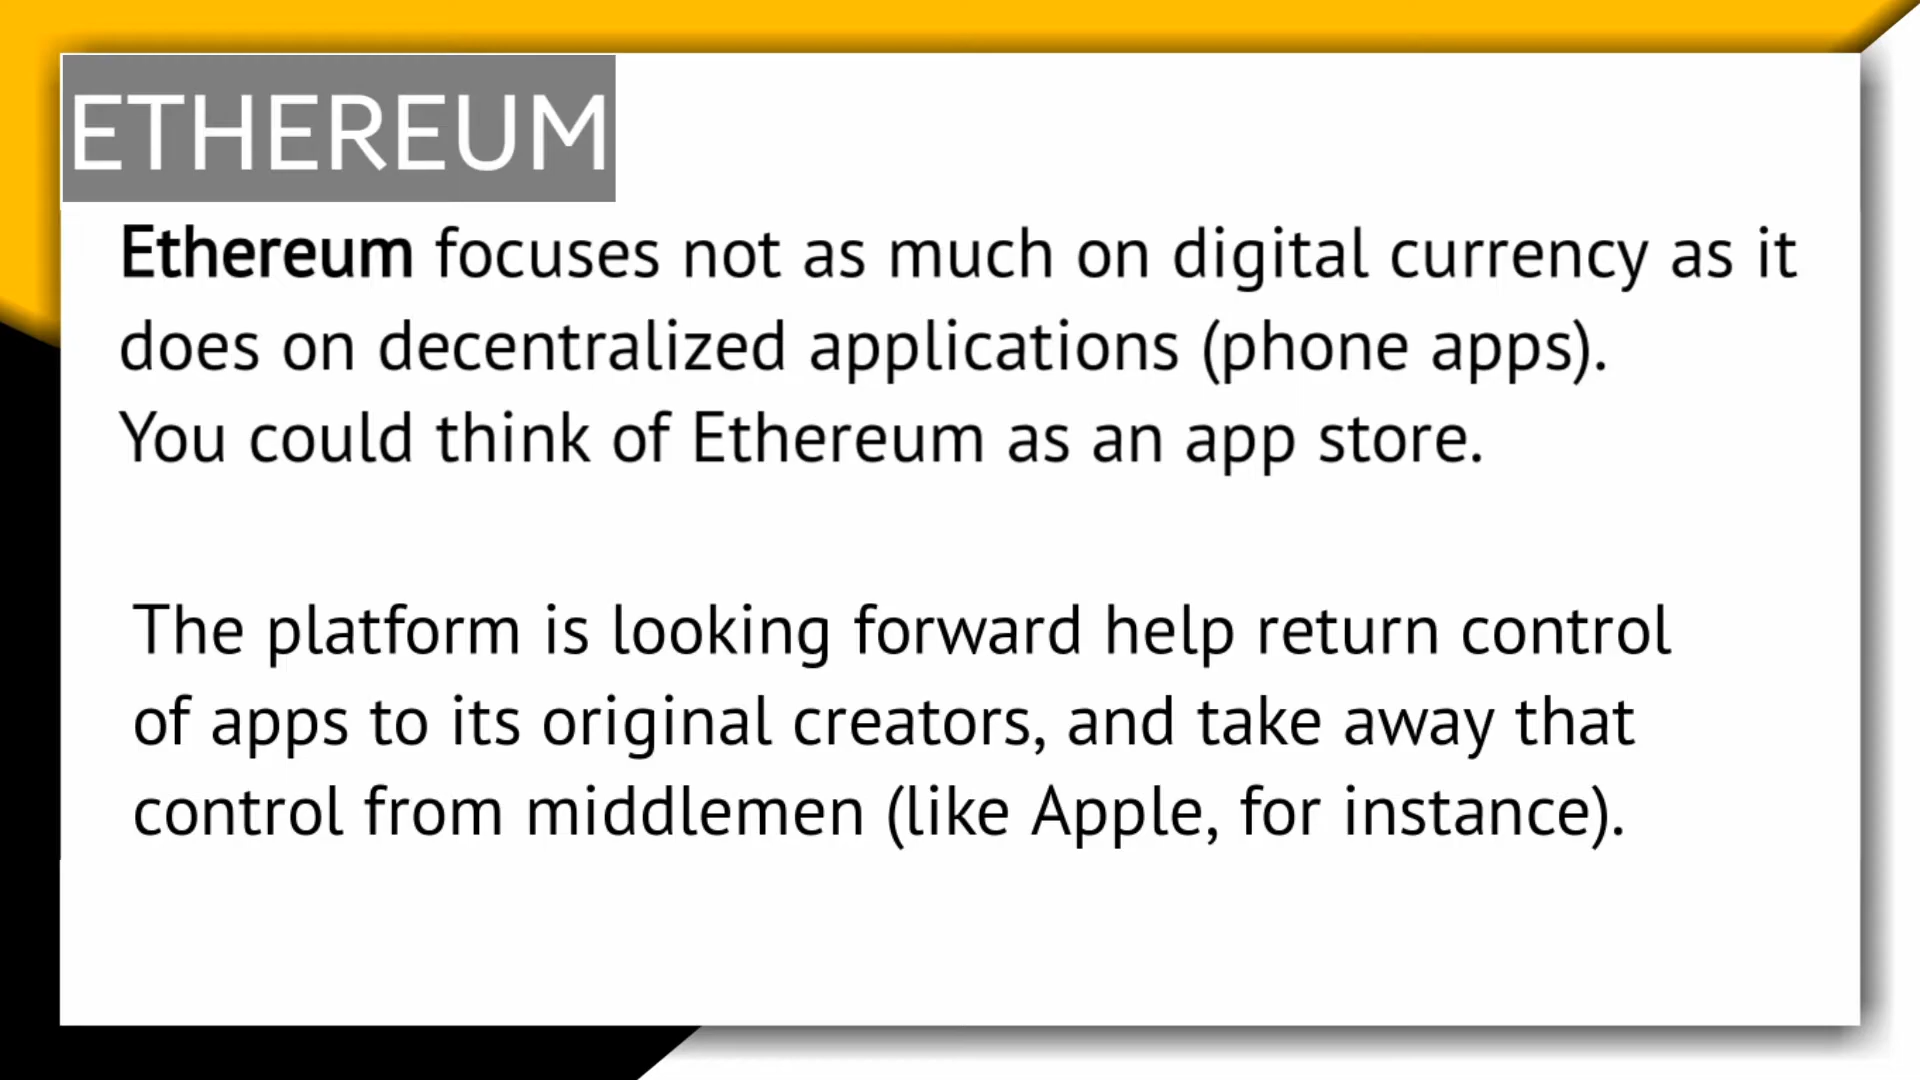 ETHEREUM
Ethereum focuses not as much on digital currency as it
does on decentralized applications (phone apps).
You could think of Ethereum as an app store.
The platform is looking forward help return control
of apps to its original creators, and take away that
control from middlemen (like Apple, for instance).